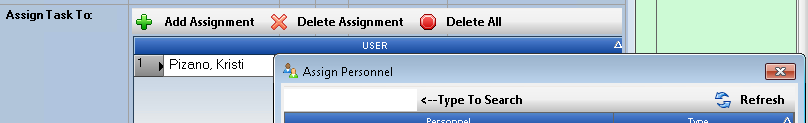 Assign Task To: Add Assignment Delete Assignment Delete All
USER
1 Pizano, Kristi
Assign Personnel
<--Type To Search Refresh
Personnel Type